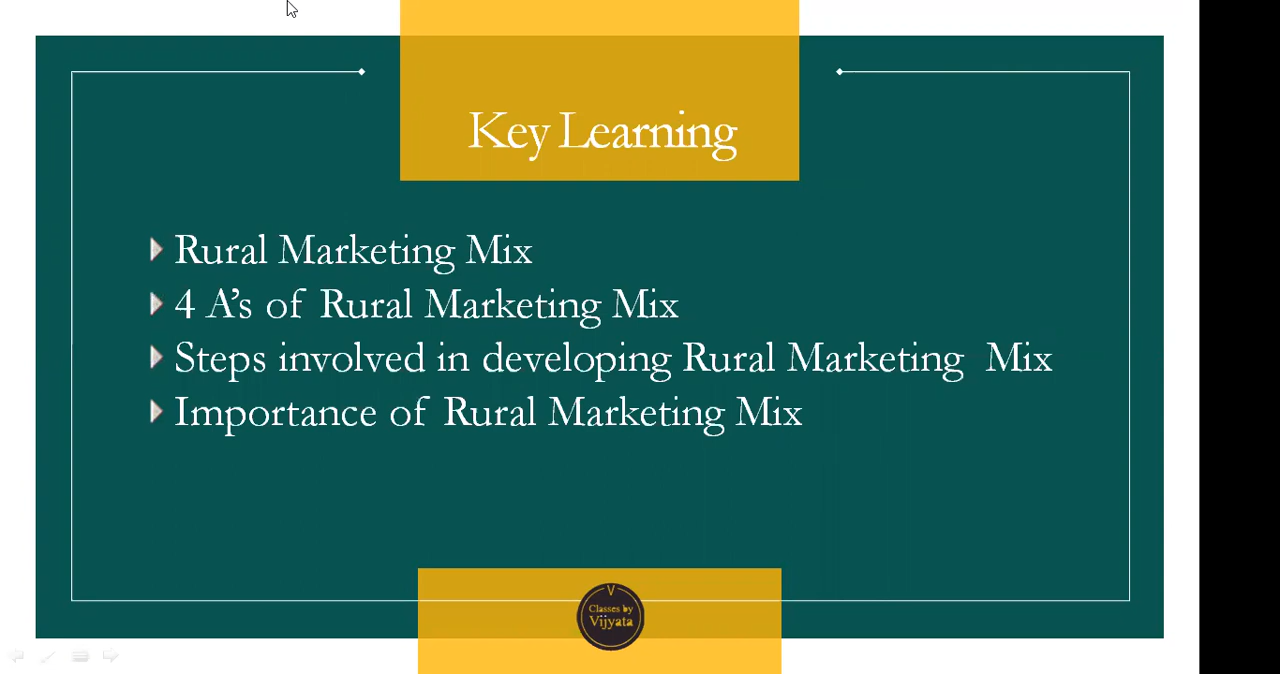 Key Learning
Rural Marketing Mix
4 A's of Rural Marketing Mix
Steps involved in developing Rural Marketing Mix
Importance of Rural Marketing Mix
V
Classes by
Vijyata